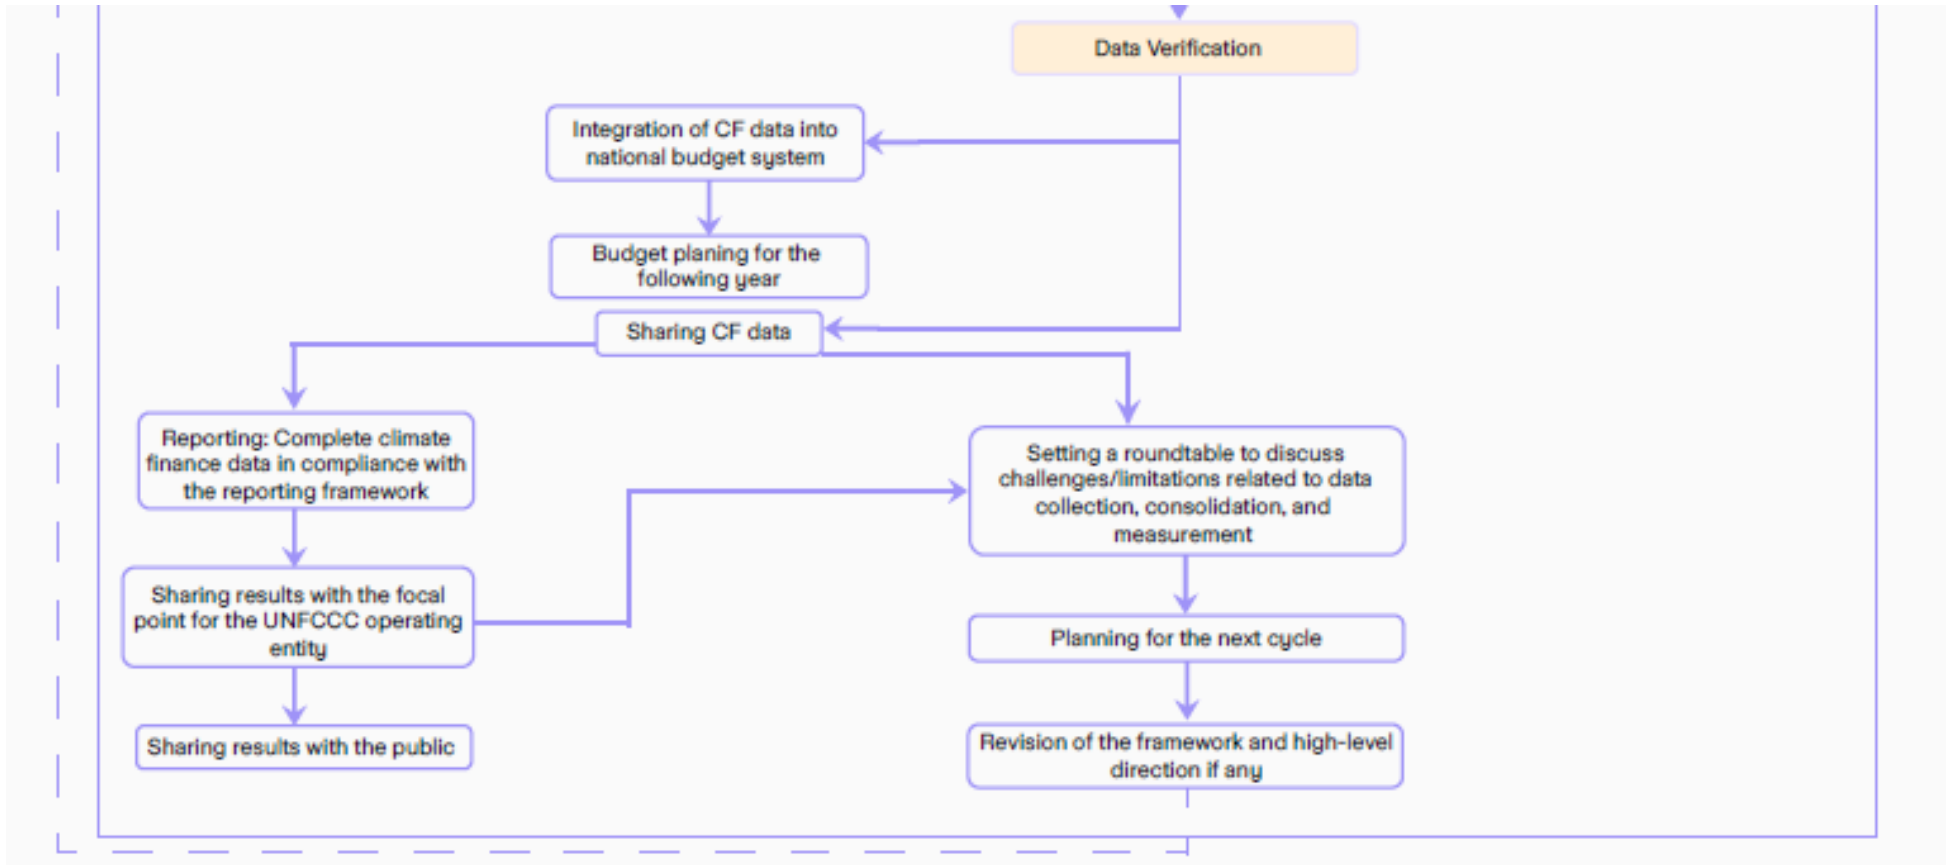 Data Verification
Integration of CF data into
national budget system
Budget planing for the
following year
Sharing CF data
Reporting: Complete climate
finance data in compliance with
the reporting framework
Setting a roundtable to discuss
challenges/limitations related to data
collection, consolidation, and
measurement
Sharing results with the focal
point for the UNFCCC operating
entity
Planning for the next cycle
Sharing results with the public
Revision of the framework and high-level
direction if any